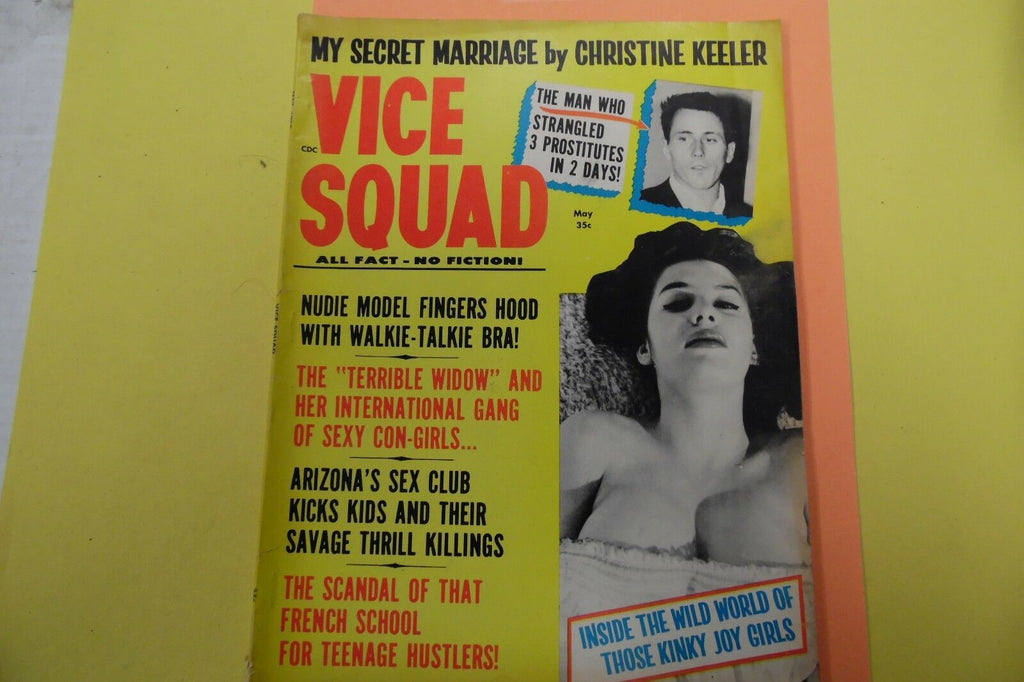 MY SECRET MARRIAGE by CHRISTINE KEELER
VICE
SQUAD
CDC
ALL FACT - NO FICTION!
THE MAN WHO
STRANGLED
3 PROSTITUTES
IN 2 DAYS!
May
35c
NUDIE MODEL FINGERS HOOD
WITH WALKIE-TALKIE BRA!
THE "TERRIBLE WIDOW" AND
HER INTERNATIONAL GANG
OF SEXY CON-GIRLS...
ARIZONA'S SEX CLUB
KICKS KIDS AND THEIR
SAVAGE THRILL KILLINGS
THE SCANDAL OF THAT
FRENCH SCHOOL
FOR TEENAGE HUSTLERS!
INSIDE THE WILD WORLD OF
THOSE KINKY JOY GIRLS
VICE SQUAD